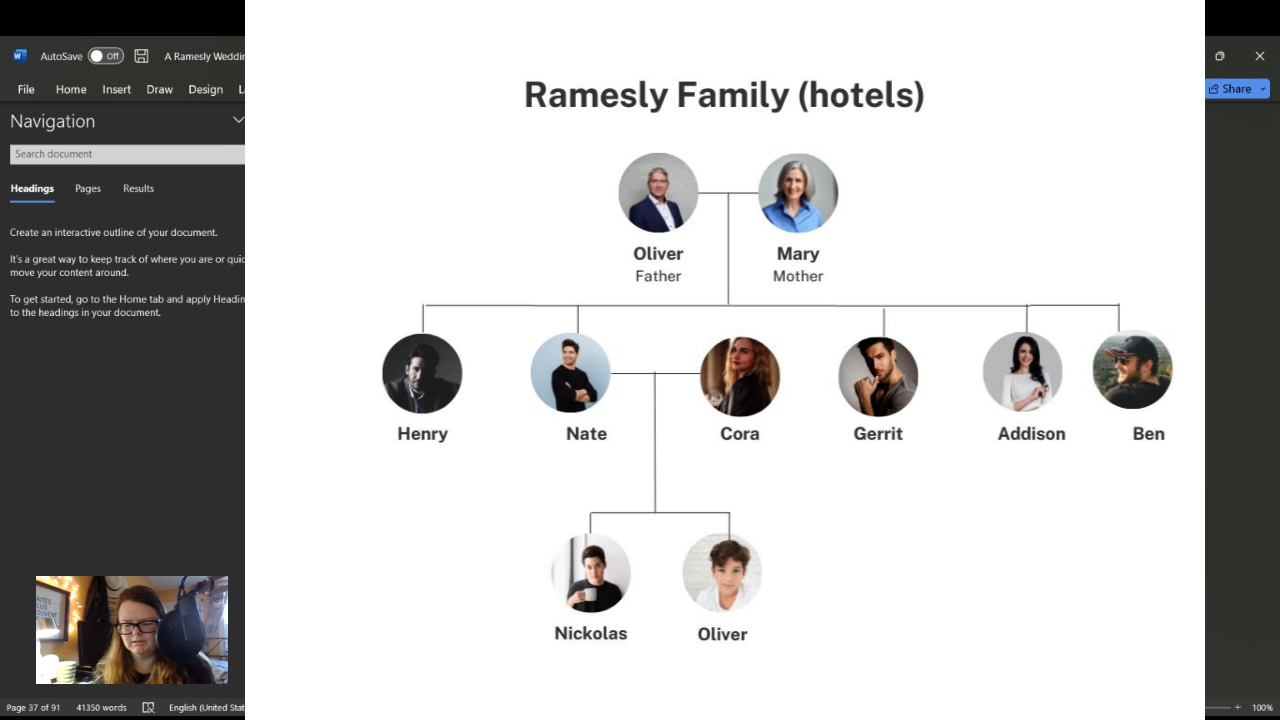 AutoSave
Off
A Ramesly Weddin
File Home Insert Draw Design L
Share
Navigation
Search document
Headings Pages Results
Create an interactive outline of your document.
It's a great way to keep track of where you are or quic
move your content around.
To get started, go to the Home tab and apply Headin
to the headings in your document.
Ramesly Family (hotels)
Oliver
Father
Mary
Mother
Henry
Nate
Cora
Gerrit
Addison
Ben
Nickolas
Oliver
Page 37 of 91 41350 words English (United Stat
100%